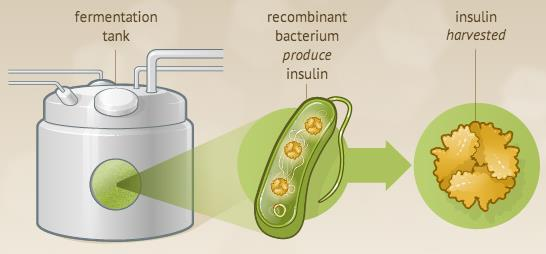 fermentation
tank
recombinant
bacterium
produce
insulin
insulin
harvested